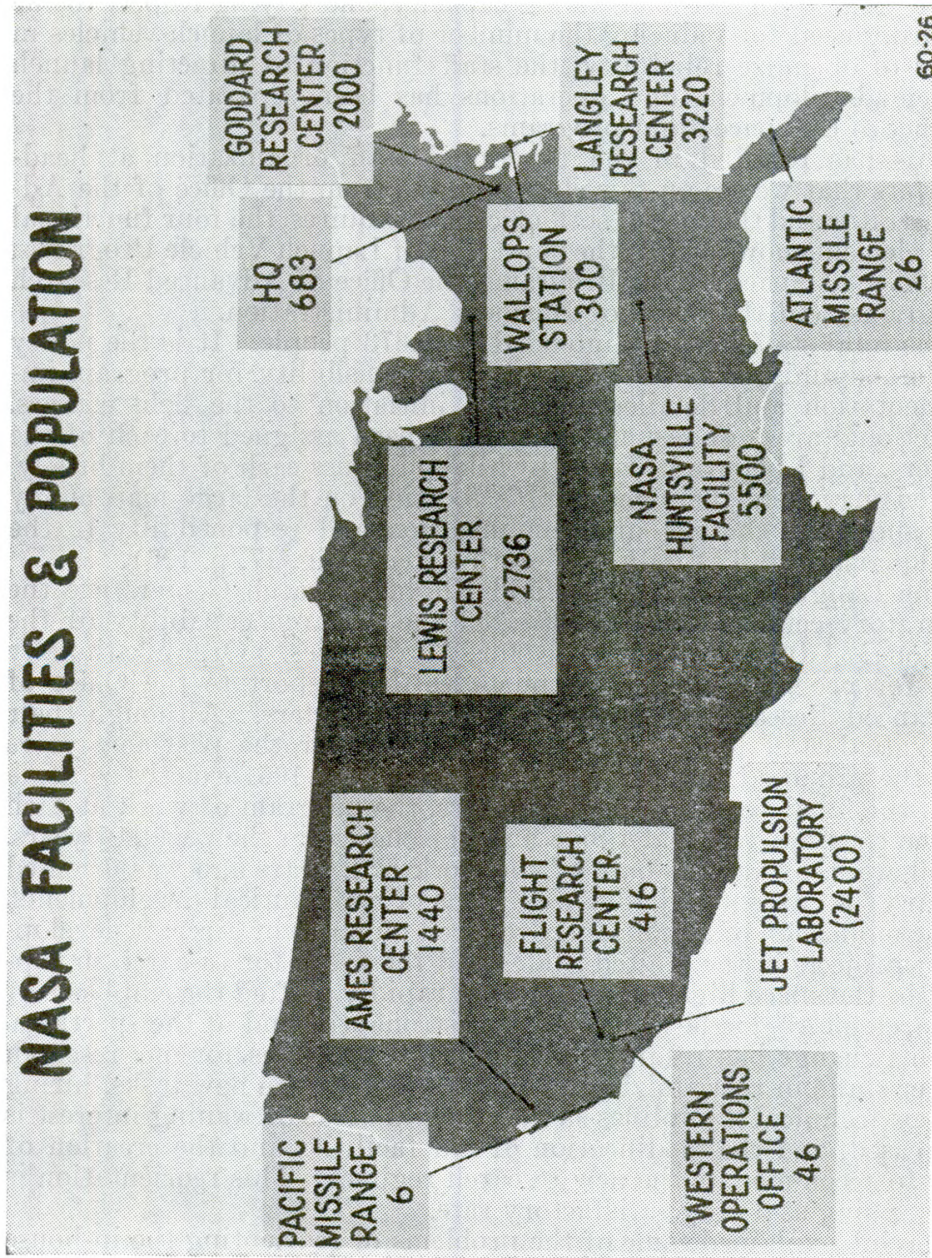 NASA FACILITIES & POPULATION
PACIFIC
MISSILE
RANGE
6
AMES RESEARCH
CENTER
1440
LEWIS RESEARCH
CENTER
2736
HQ
683
GODDARD
RESEARCH
CENTER
2000
FLIGHT
RESEARCH
CENTER
416
WALLOPS
STATION
300
LANGLEY
RESEARCH
CENTER
3220
WESTERN
OPERATIONS
OFFICE
46
JET PROPULSION
LABORATORY
(2400)
NASA
HUNTSVILLE
FACILITY
5500
ATLANTIC
MISSILE
RANGE
26
60-26